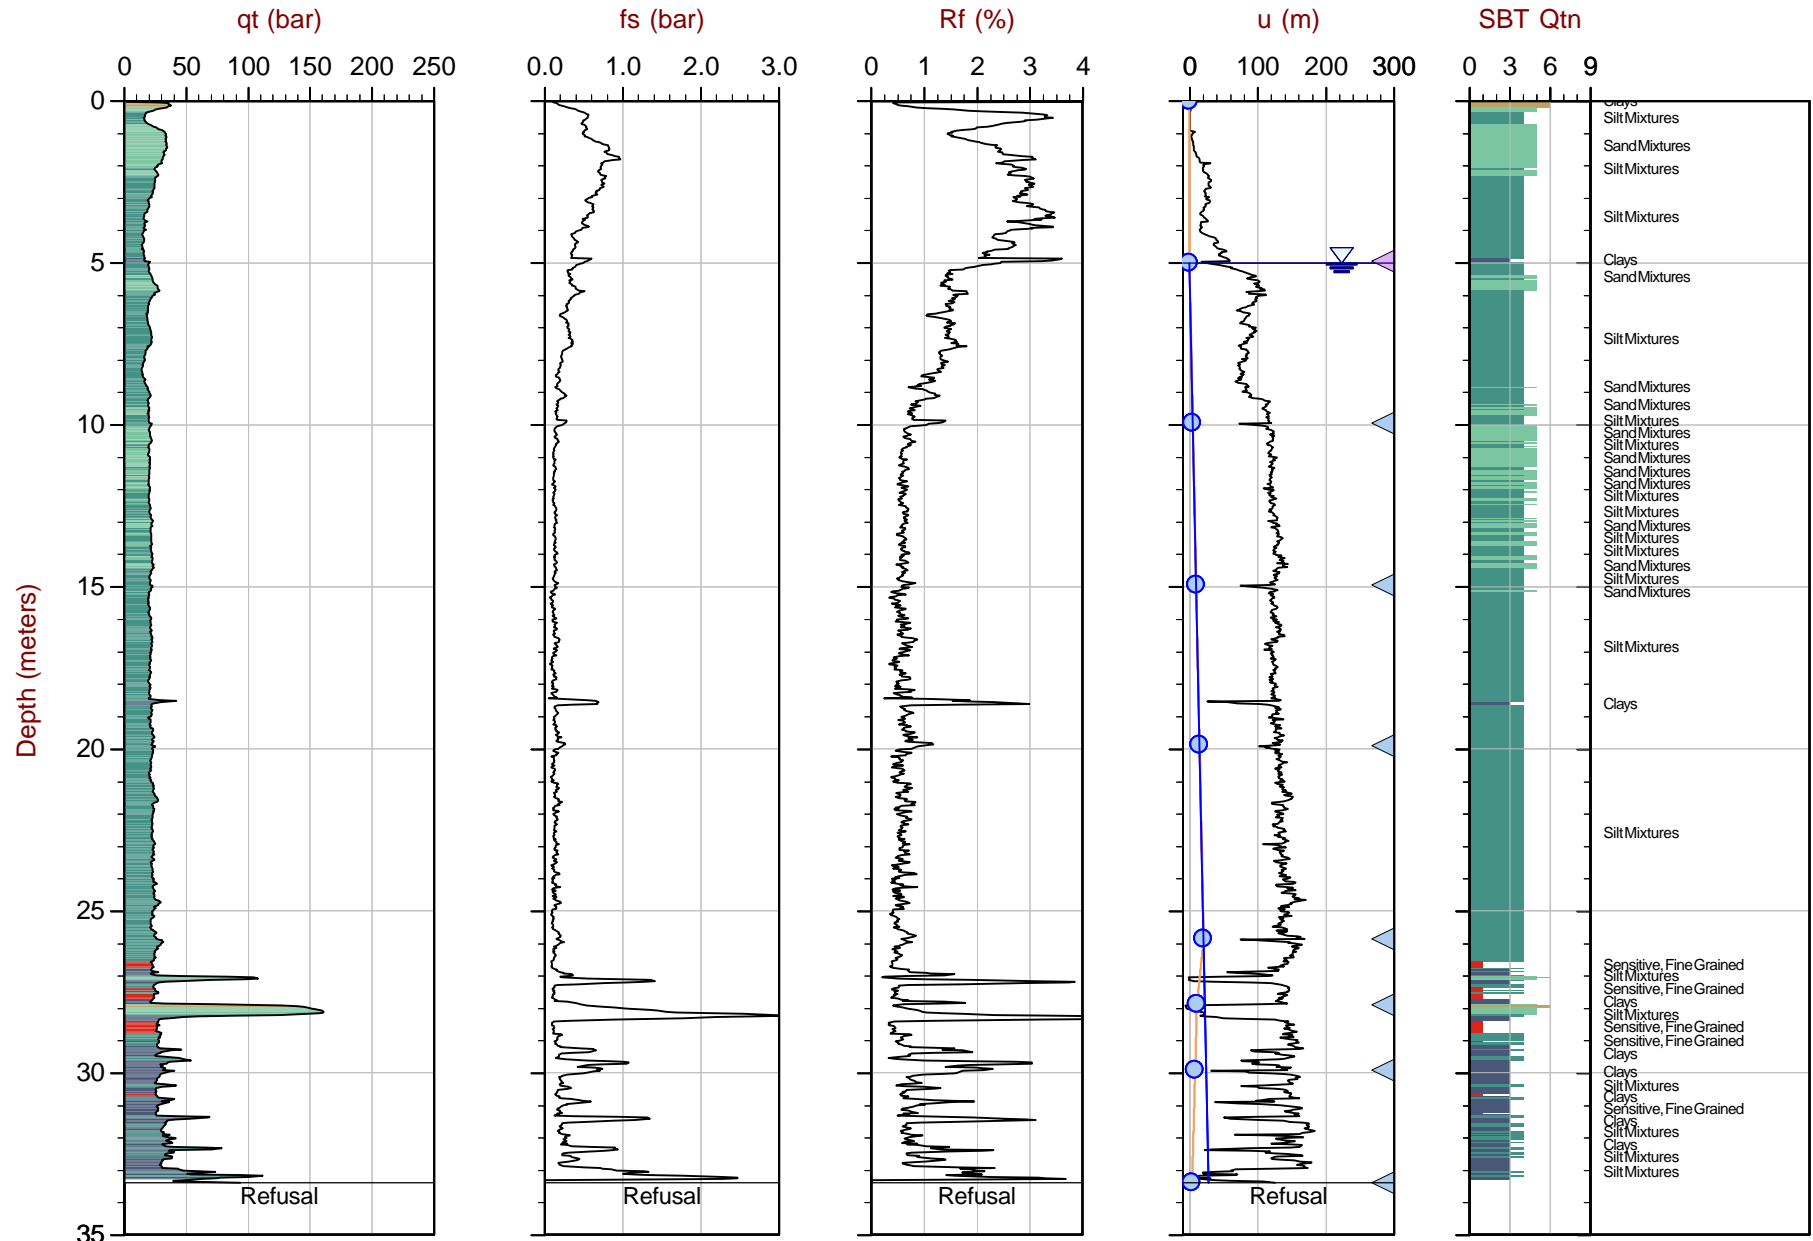 qt (bar) fs (bar) Rf (%) u (m) SBT Qtn
0 50 100 150 200 250 0.0 1.0 2.0 3.0 0 1 2 3 4 0 100 200 300 0 3 6 9
0
Clays
Silt Mixtures
Sand Mixtures
Silt Mixtures
Silt Mixtures
Clays
5
Sand Mixtures
Silt Mixtures
Sand Mixtures
Sand Mixtures
Silt Mixtures
10
Sand Mixtures
Silt Mixtures
Sand Mixtures
Sand Mixtures
Sand Mixtures
Silt Mixtures
Silt Mixtures
Sand Mixtures
Silt Mixtures
Silt Mixtures
Sand Mixtures
Silt Mixtures
15
Sand Mixtures
Silt Mixtures
Depth (meters)
Clays
20
Silt Mixtures
25
Sensitive, Fine Grained
Silt Mixtures
Sensitive, Fine Grained
Clays
Silt Mixtures
Sensitive, Fine Grained
Sensitive, Fine Grained
Clays
30
Clays
Silt Mixtures
Clays
Sensitive, Fine Grained
Clays
Silt Mixtures
Clays
Silt Mixtures
Silt Mixtures
Refusal Refusal Refusal Refusal
35